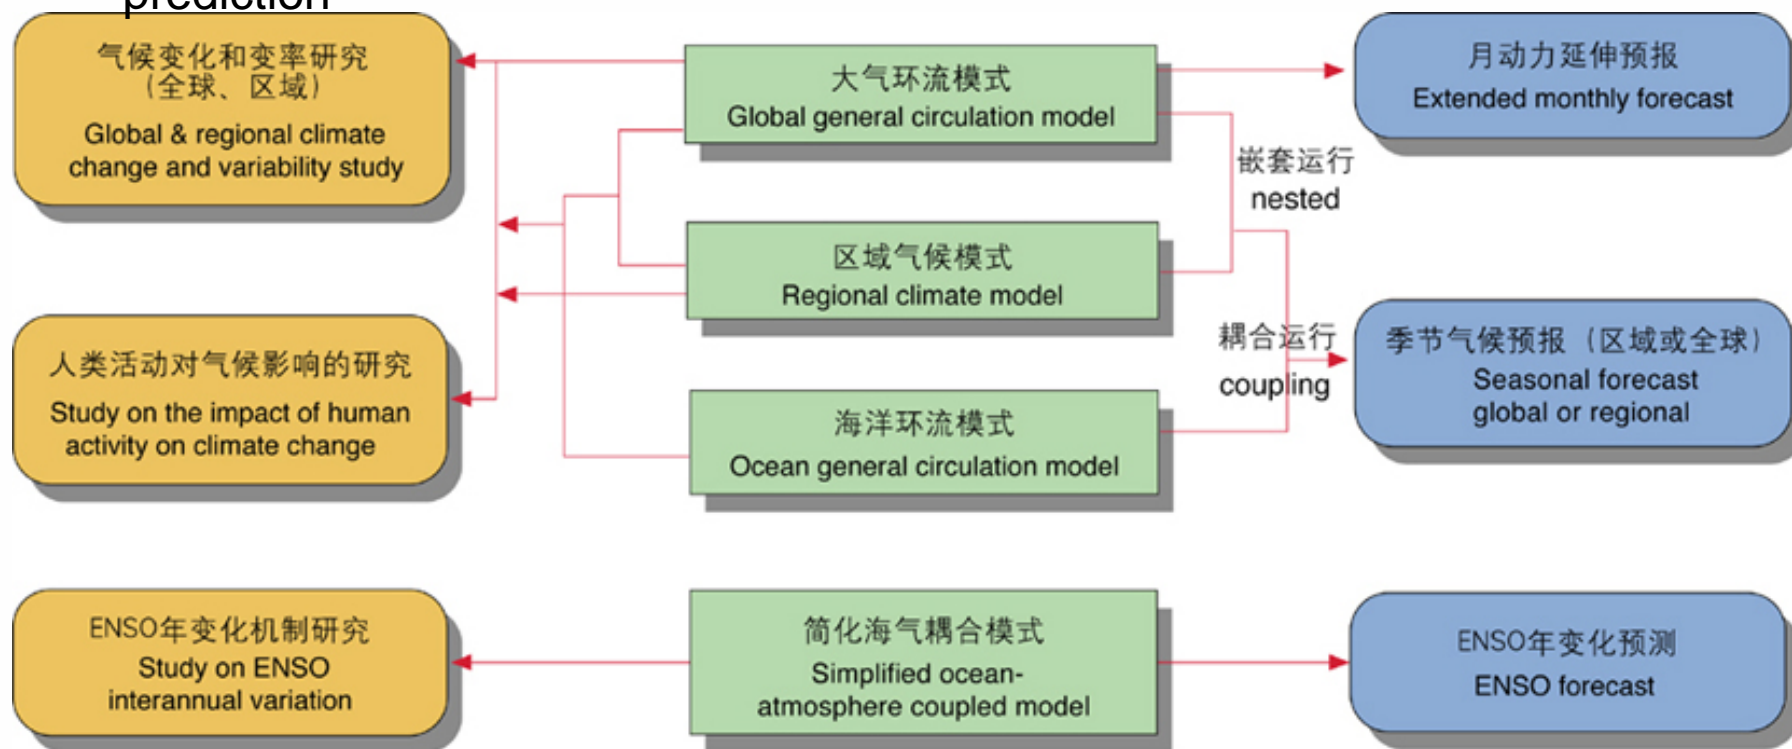 prediction
气候变化和变率研究
（全球、区域）
Global & regional climate
change and variability study
大气环流模式
Global general circulation model
月动力延伸预报
Extended monthly forecast
嵌套运行
nested
区域气候模式
Regional climate model
人类活动对气候影响的研究
Study on the impact of human
activity on climate change
耦合运行
coupling
季节气候预报（区域或全球）
Seasonal forecast
global or regional
海洋环流模式
Ocean general circulation model
ENSO年变化机制研究
Study on ENSO
interannual variation
简化海气耦合模式
Simplified ocean-
atmosphere coupled model
ENSO年变化预测
ENSO forecast